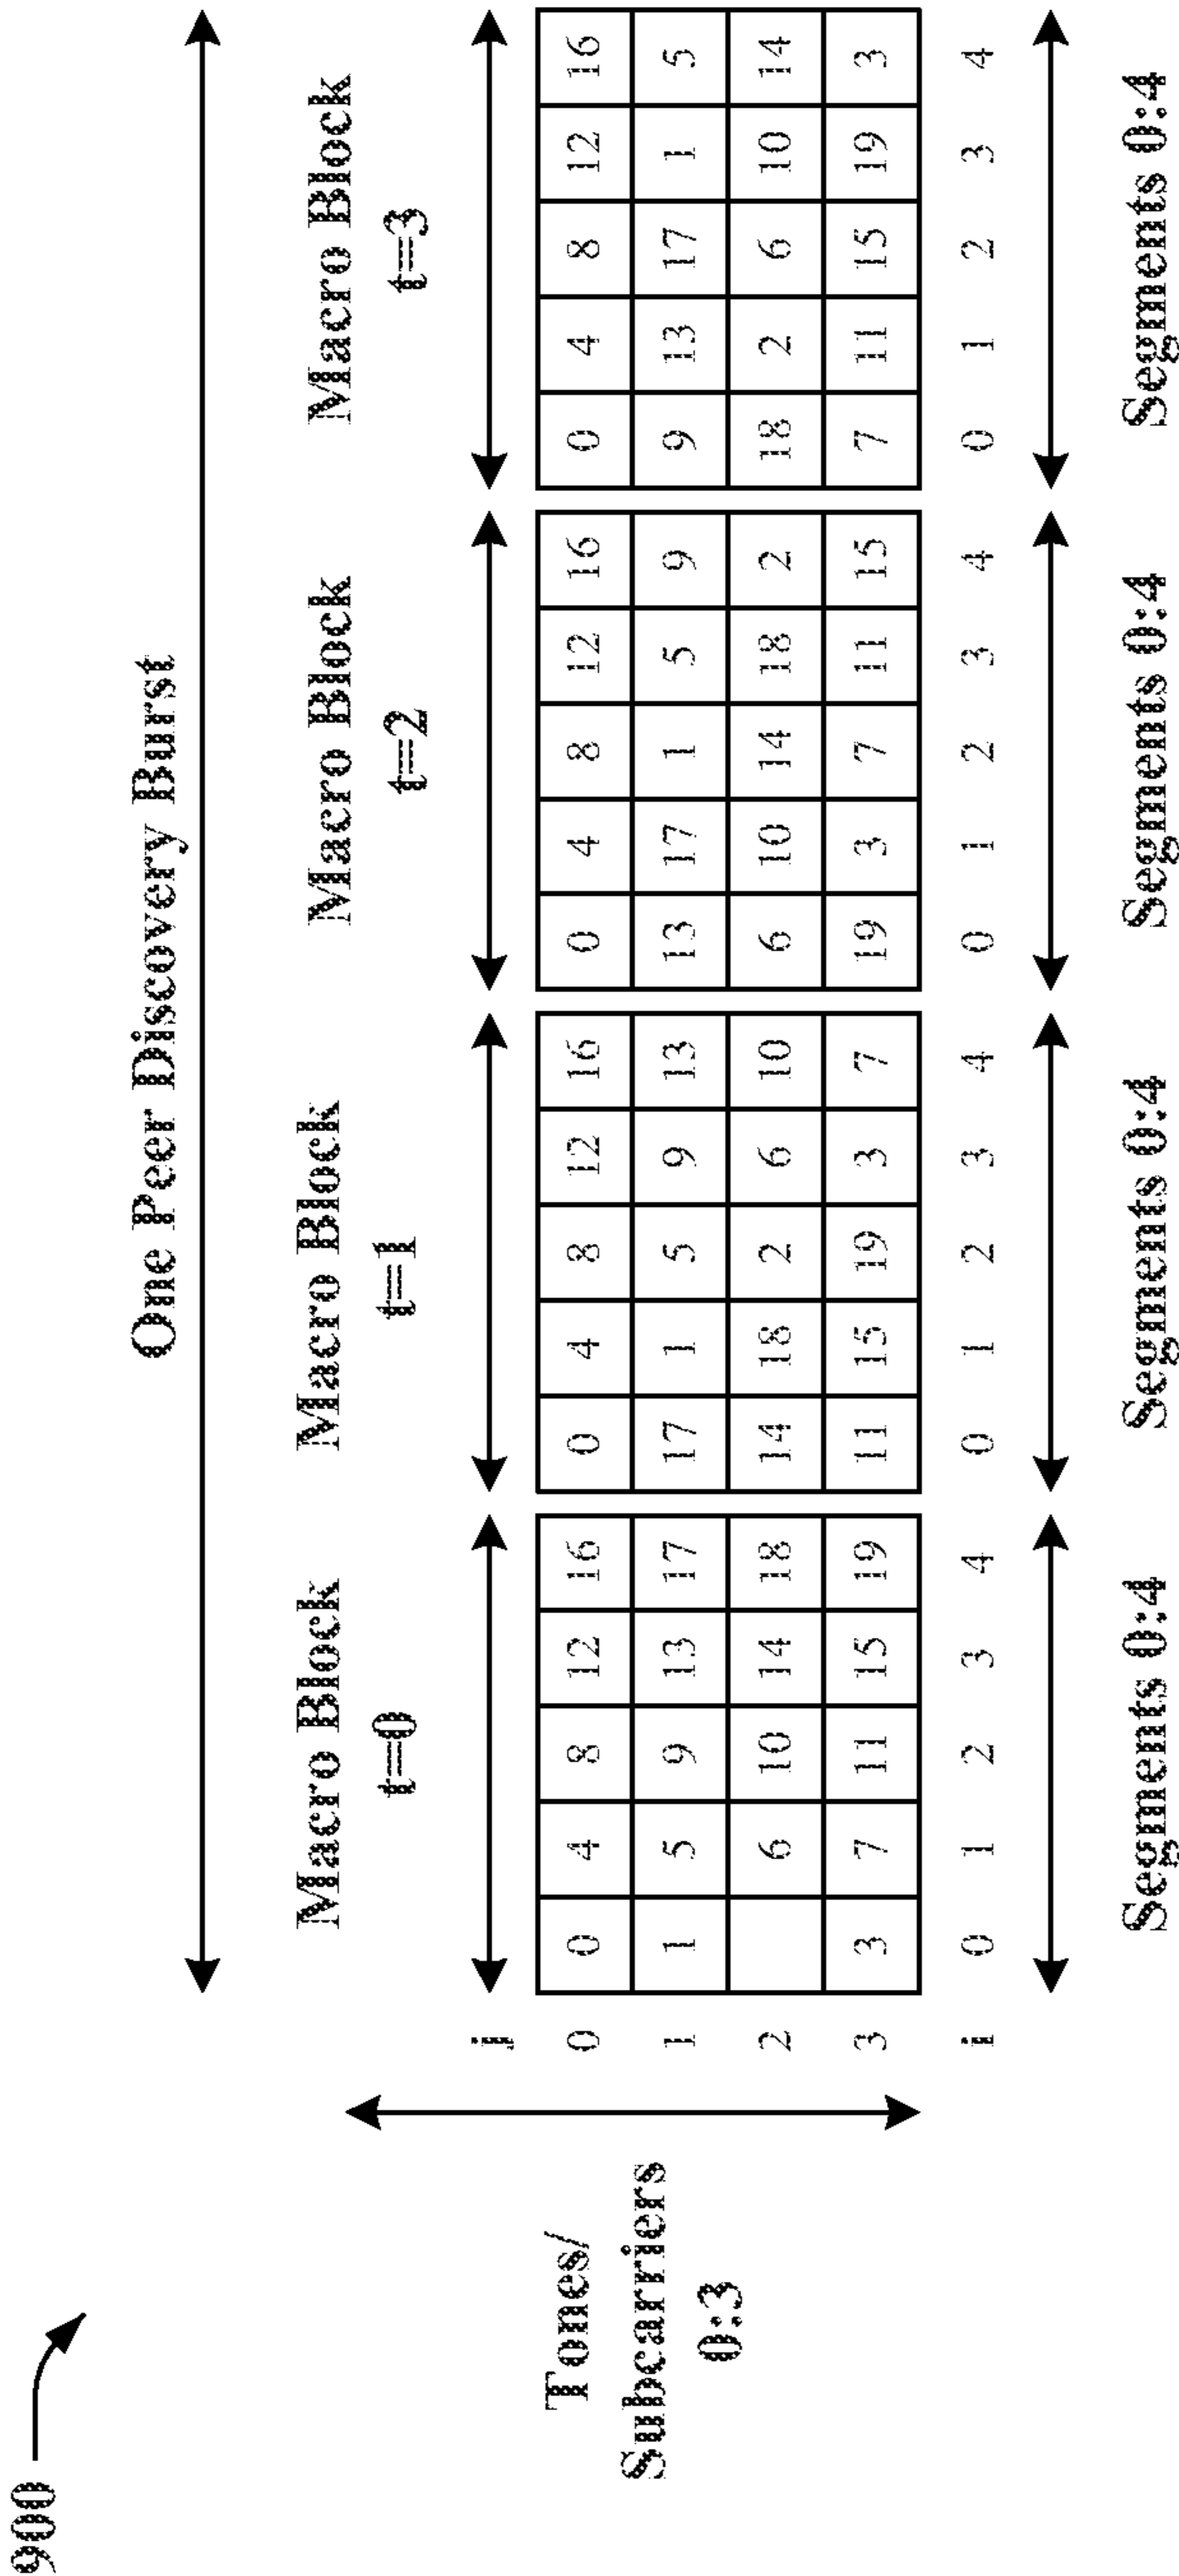 900
One Peer Discovery Burst
Macro Block Macro Block Macro Block Macro Block
t=0 t=1 t=2 t=3
j
0 0 4 8 12 16 0 4 8 12 16 0 4 8 12 16 0 4 8 12 16
1 1 5 9 13 17 17 1 5 9 13 13 17 1 5 9 9 13 17 1 5
2 6 10 14 18 14 18 2 6 10 6 10 14 18 2 18 2 6 10 14
3 3 7 11 15 19 11 15 19 3 7 19 3 7 11 15 7 11 15 19 3
i 0 1 2 3 4 0 1 2 3 4 0 1 2 3 4 0 1 2 3 4
Tones/
Subcarriers
0:3
Segments 0:4 Segments 0:4 Segments 0:4 Segments 0:4